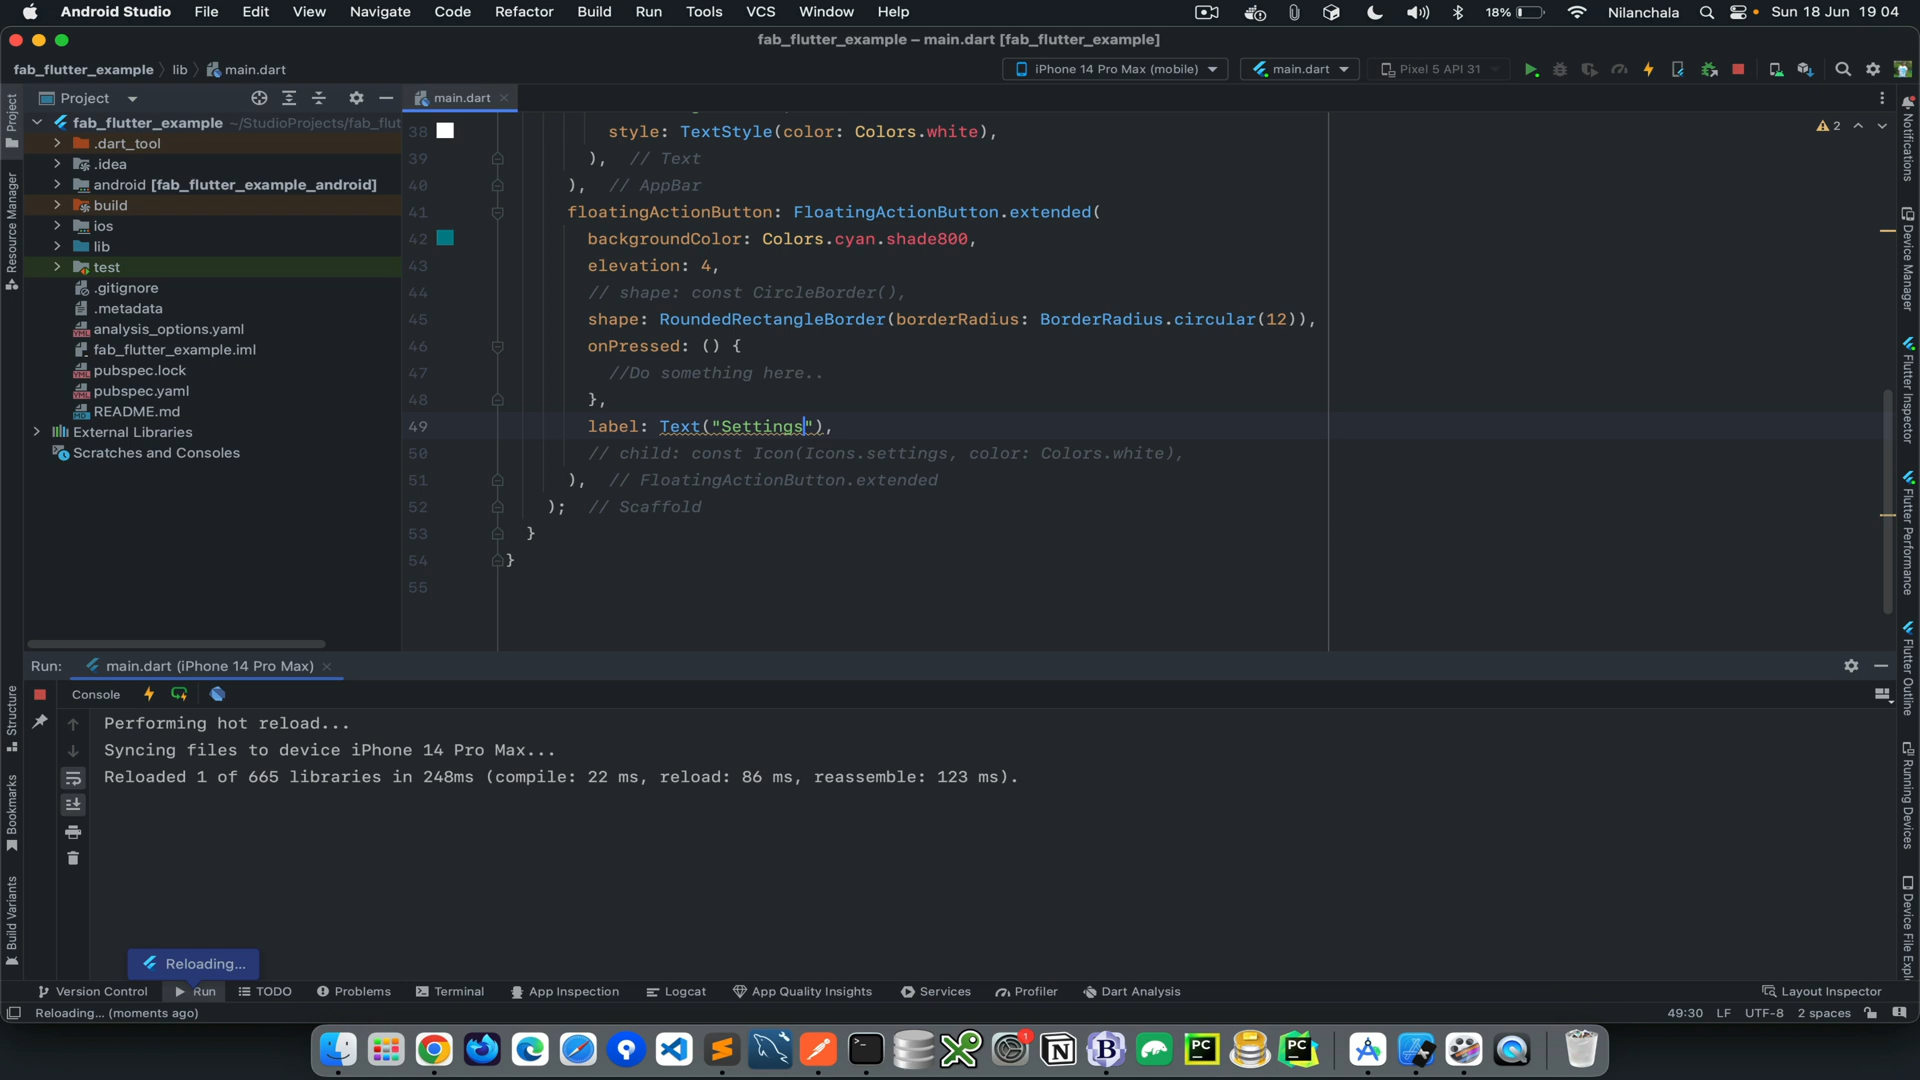 Android Studio File Edit View Navigate Code Refactor Build Run Tools VCS Window Help 18% Nilanchala Sun 18 Jun 19 04
fab_flutter_example – main.dart [fab_flutter_example]
fab_flutter_example lib main.dart iPhone 14 Pro Max (mobile) main.dart Pixel 5 API 31
Project main.dart
fab_flutter_example ~/StudioProjects/fab_flut
.dart_tool
.idea
android [fab_flutter_example_android]
build
ios
lib
test
.gitignore
.metadata
analysis_options.yaml
fab_flutter_example.iml
pubspec.lock
pubspec.yaml
README.md
External Libraries
Scratches and Consoles
38 style: TextStyle(color: Colors.white),
39 ), // Text
40 ), // AppBar
41 floatingActionButton: FloatingActionButton.extended(
42 backgroundColor: Colors.cyan.shade800,
43 elevation: 4,
44 // shape: const CircleBorder(),
45 shape: RoundedRectangleBorder(borderRadius: BorderRadius.circular(12)),
46 onPressed: () {
47 //Do something here..
48 },
49 label: Text("Settings"),
50 // child: const Icon(Icons.settings, color: Colors.white),
51 ), // FloatingActionButton.extended
52 ); // Scaffold
53 }
54 }
55
2
Project
Resource Manager
Structure
Bookmarks
Build Variants
Notifications
Device Manager
Flutter Inspector
Flutter Performance
Flutter Outline
Running Devices
Device File Expl
Run: main.dart (iPhone 14 Pro Max)
Console
Performing hot reload...
Syncing files to device iPhone 14 Pro Max...
Reloaded 1 of 665 libraries in 248ms (compile: 22 ms, reload: 86 ms, reassemble: 123 ms).
Reloading...
Version Control Run TODO Problems Terminal App Inspection Logcat App Quality Insights Services Profiler Dart Analysis Layout Inspector
Reloading... (moments ago) 49:30 LF UTF-8 2 spaces
1
N B PC PC